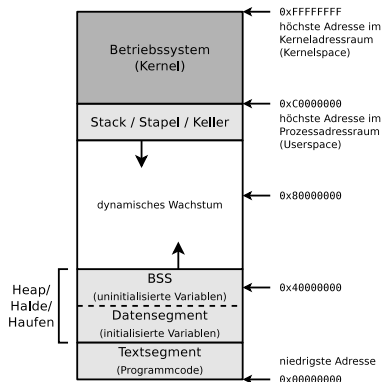 0xFFFFFFFF
höchste Adresse im
Kerneladressraum
(Kernelspace)
Betriebssystem
(Kernel)
0xC0000000
höchste Adresse im
Prozessadressraum
(Userspace)
Stack / Stapel / Keller
dynamisches Wachstum
0x80000000
Heap/
Halde/
Haufen
BSS
(uninitialisierte Variablen)
0x40000000
Datensegment
(initialisierte Variablen)
Textsegment
(Programmcode)
niedrigste Adresse
0x00000000